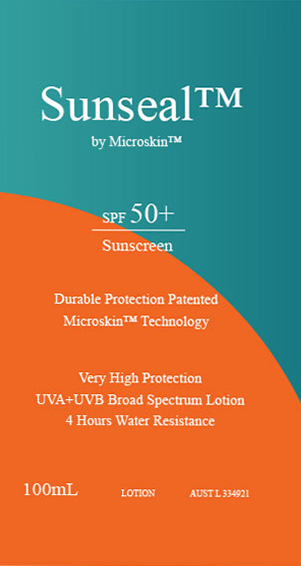 Sunseal™
by Microskin™
SPF 50+
Sunscreen
Durable Protection Patented
Microskin™ Technology
Very High Protection
UVA+UVB Broad Spectrum Lotion
4 Hours Water Resistance
100mL LOTION AUST L 334921